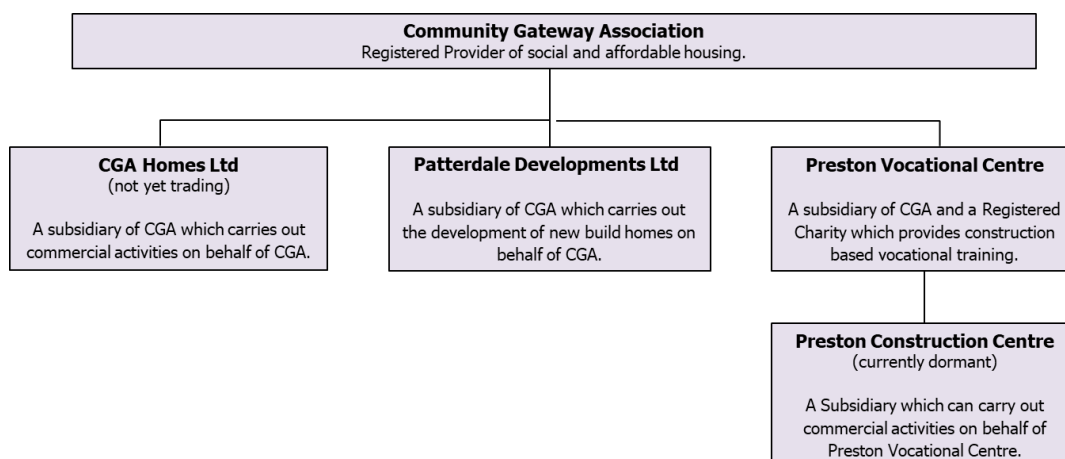 Community Gateway Association
Registered Provider of social and affordable housing.
CGA Homes Ltd
(not yet trading)
A subsidiary of CGA which carries out
commercial activities on behalf of CGA.
Patterdale Developments Ltd
A subsidiary of CGA which carries out
the development of new build homes on
behalf of CGA.
Preston Vocational Centre
A subsidiary of CGA and a Registered
Charity which provides construction
based vocational training.
Preston Construction Centre
(currently dormant)
A Subsidiary which can carry out
commercial activities on behalf of
Preston Vocational Centre.